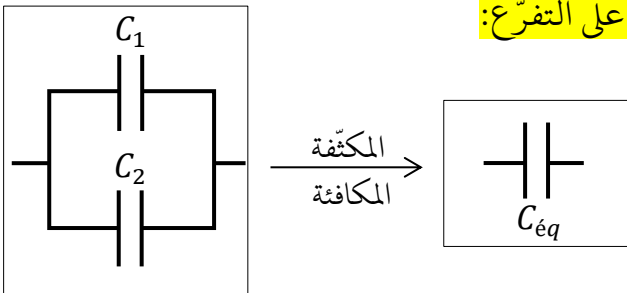 على التفرّع:
C₁
C₂
المكثّفة
المكافئة
Céq